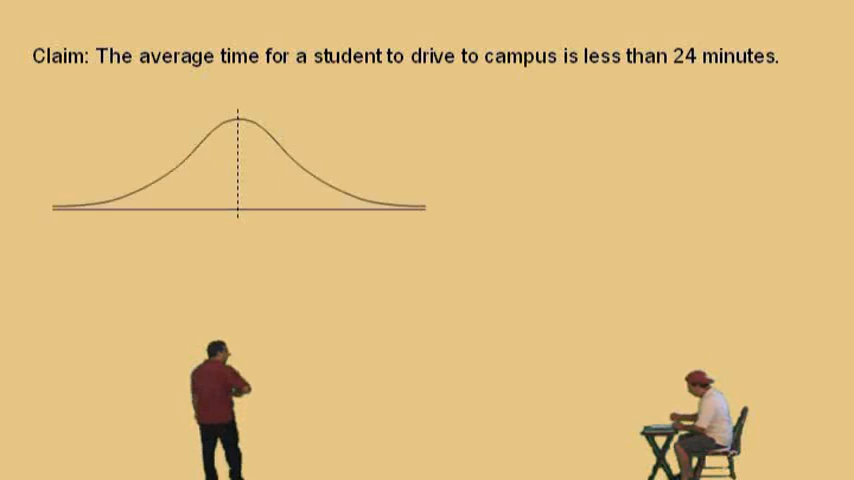 Claim: The average time for a student to drive to campus is less than 24 minutes.